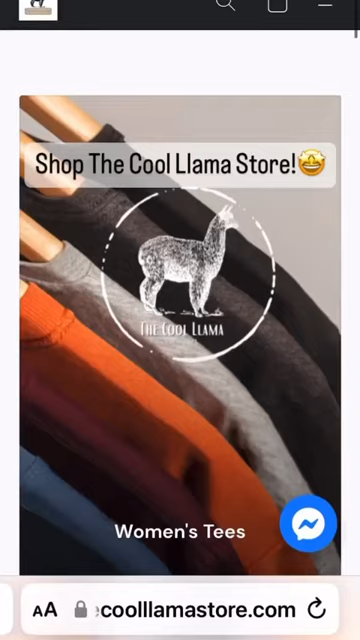 Shop The Cool Llama Store!🤩
The Cool Llama
Women's Tees
AA
coolllamastore.com